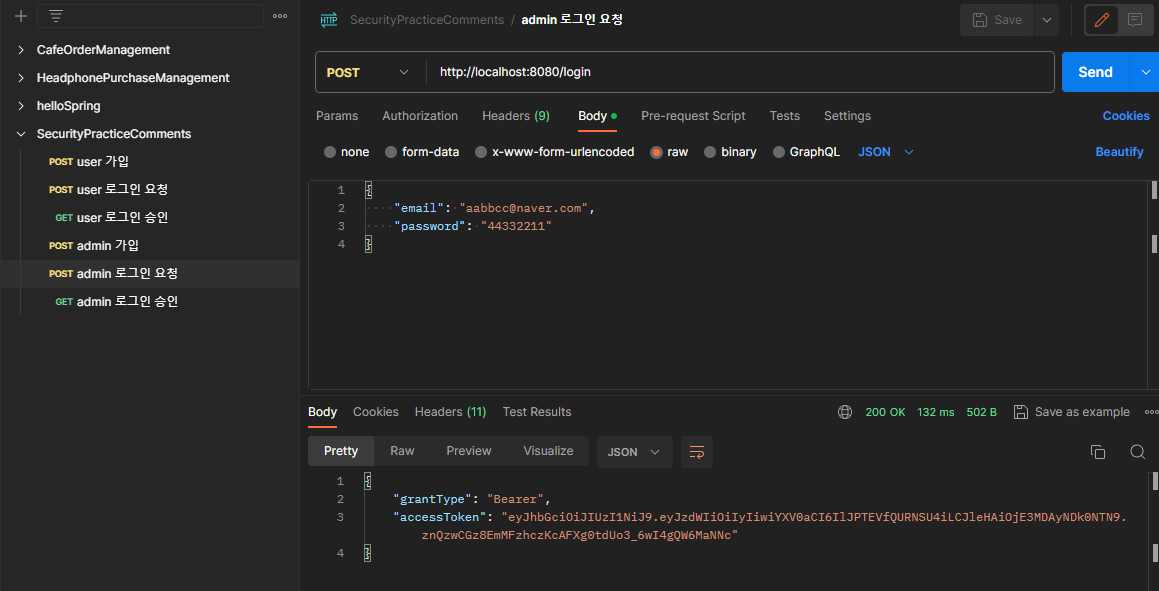 HTTP SecurityPracticeComments / admin 로그인 요청 Save
CafeOrderManagement
HeadphonePurchaseManagement
helloSpring
SecurityPracticeComments
POST user 가입
POST user 로그인 요청
GET user 로그인 승인
POST admin 가입
POST admin 로그인 요청
GET admin 로그인 승인
POST http://localhost:8080/login Send
Params Authorization Headers (9) Body Pre-request Script Tests Settings Cookies
none form-data x-www-form-urlencoded raw binary GraphQL JSON Beautify
1 {
2 "email": "aabbcc@naver.com",
3 "password": "44332211"
4 }
Body Cookies Headers (11) Test Results 200 OK 132 ms 502 B Save as example
Pretty Raw Preview Visualize JSON
1 {
2 "grantType": "Bearer",
3 "accessToken": "eyJhbGciOiJIUzI1NiJ9.eyJzdWIiOiIyIiwiYXV0aCI6IlJPTEVfQURNSU4iLCJleHAiOjE3MDAyNDk0NTN9.
znQzwCGz8EmMFzhczKcAFXg0tdUo3_6wI4gQW6MaNNc"
4 }